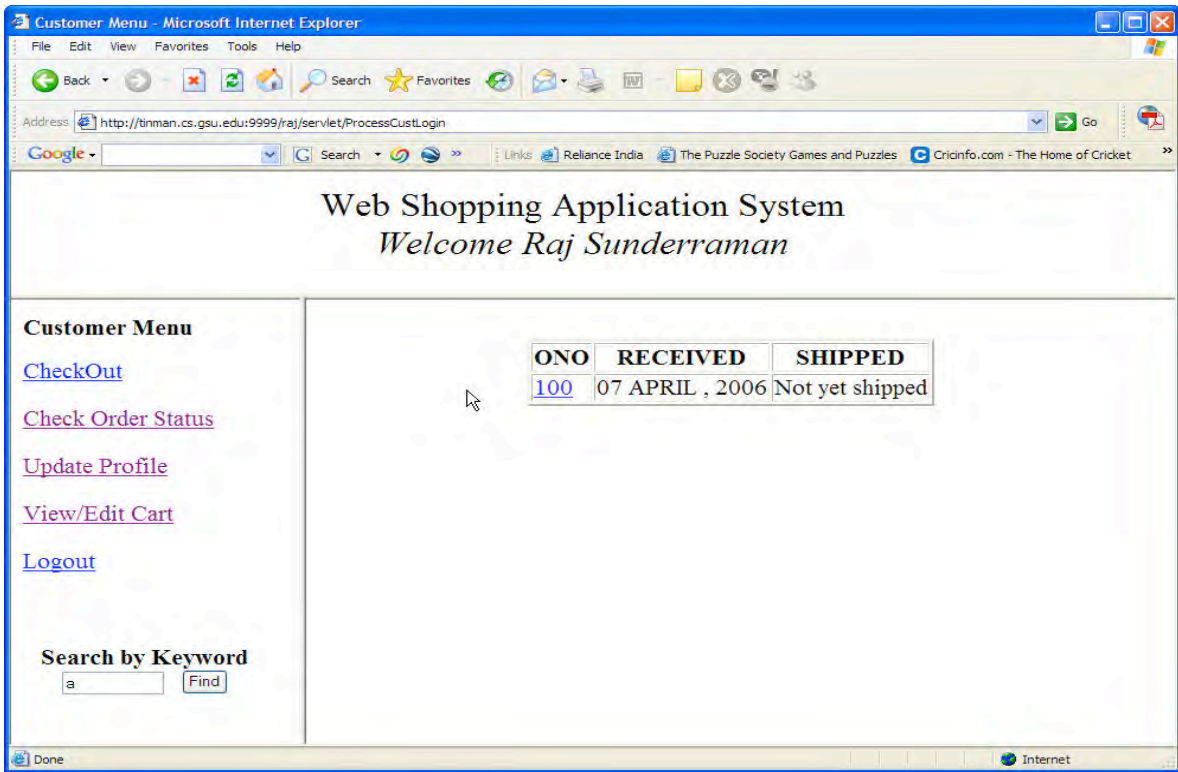 Customer Menu - Microsoft Internet Explorer
File Edit View Favorites Tools Help
Back Search Favorites
Address http://tinman.cs.gsu.edu:9999/raj/servlet/ProcessCustLogin Go
Google Search » Links Reliance India The Puzzle Society Games and Puzzles Cricinfo.com - The Home of Cricket »
Web Shopping Application System
Welcome Raj Sunderraman
Customer Menu
CheckOut
Check Order Status
Update Profile
View/Edit Cart
Logout
Search by Keyword
a Find
ONO RECEIVED SHIPPED
100 07 APRIL , 2006 Not yet shipped
Done Internet